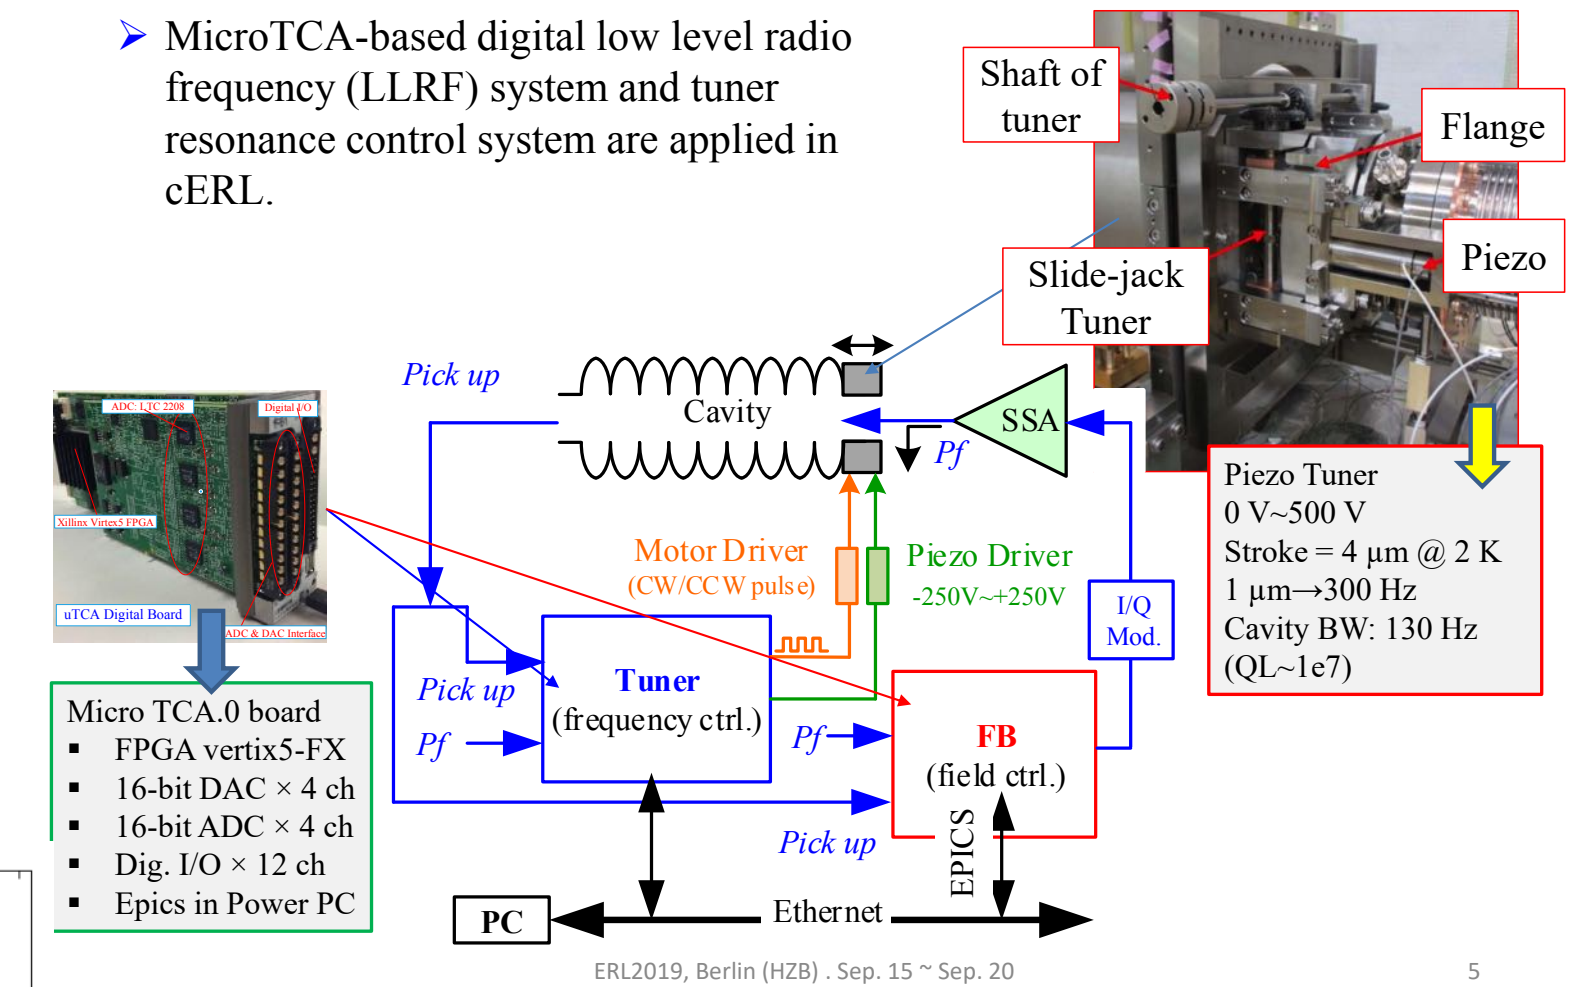 ➢ MicroTCA-based digital low level radio
frequency (LLRF) system and tuner
resonance control system are applied in
cERL.
Shaft of
tuner
Flange
Piezo
Slide-jack
Tuner
Pick up
Cavity
SSA
Pf
ADC: LTC 2208
Digital I/O
Xillinx Virtex5 FPGA
uTCA Digital Board
ADC & DAC Interface
Motor Driver
(CW/CCW pulse)
Piezo Driver
-250V~+250V
I/Q
Mod.
Piezo Tuner
0 V~500 V
Stroke = 4 µm @ 2 K
1 µm→300 Hz
Cavity BW: 130 Hz
(QL~1e7)
Micro TCA.0 board
▪ FPGA vertix5-FX
▪ 16-bit DAC × 4 ch
▪ 16-bit ADC × 4 ch
▪ Dig. I/O × 12 ch
▪ Epics in Power PC
Pick up
Pf
Tuner
(frequency ctrl.)
Pf
FB
(field ctrl.)
Pick up
EPICS
PC
Ethernet
ERL2019, Berlin (HZB) . Sep. 15 ~ Sep. 20
5